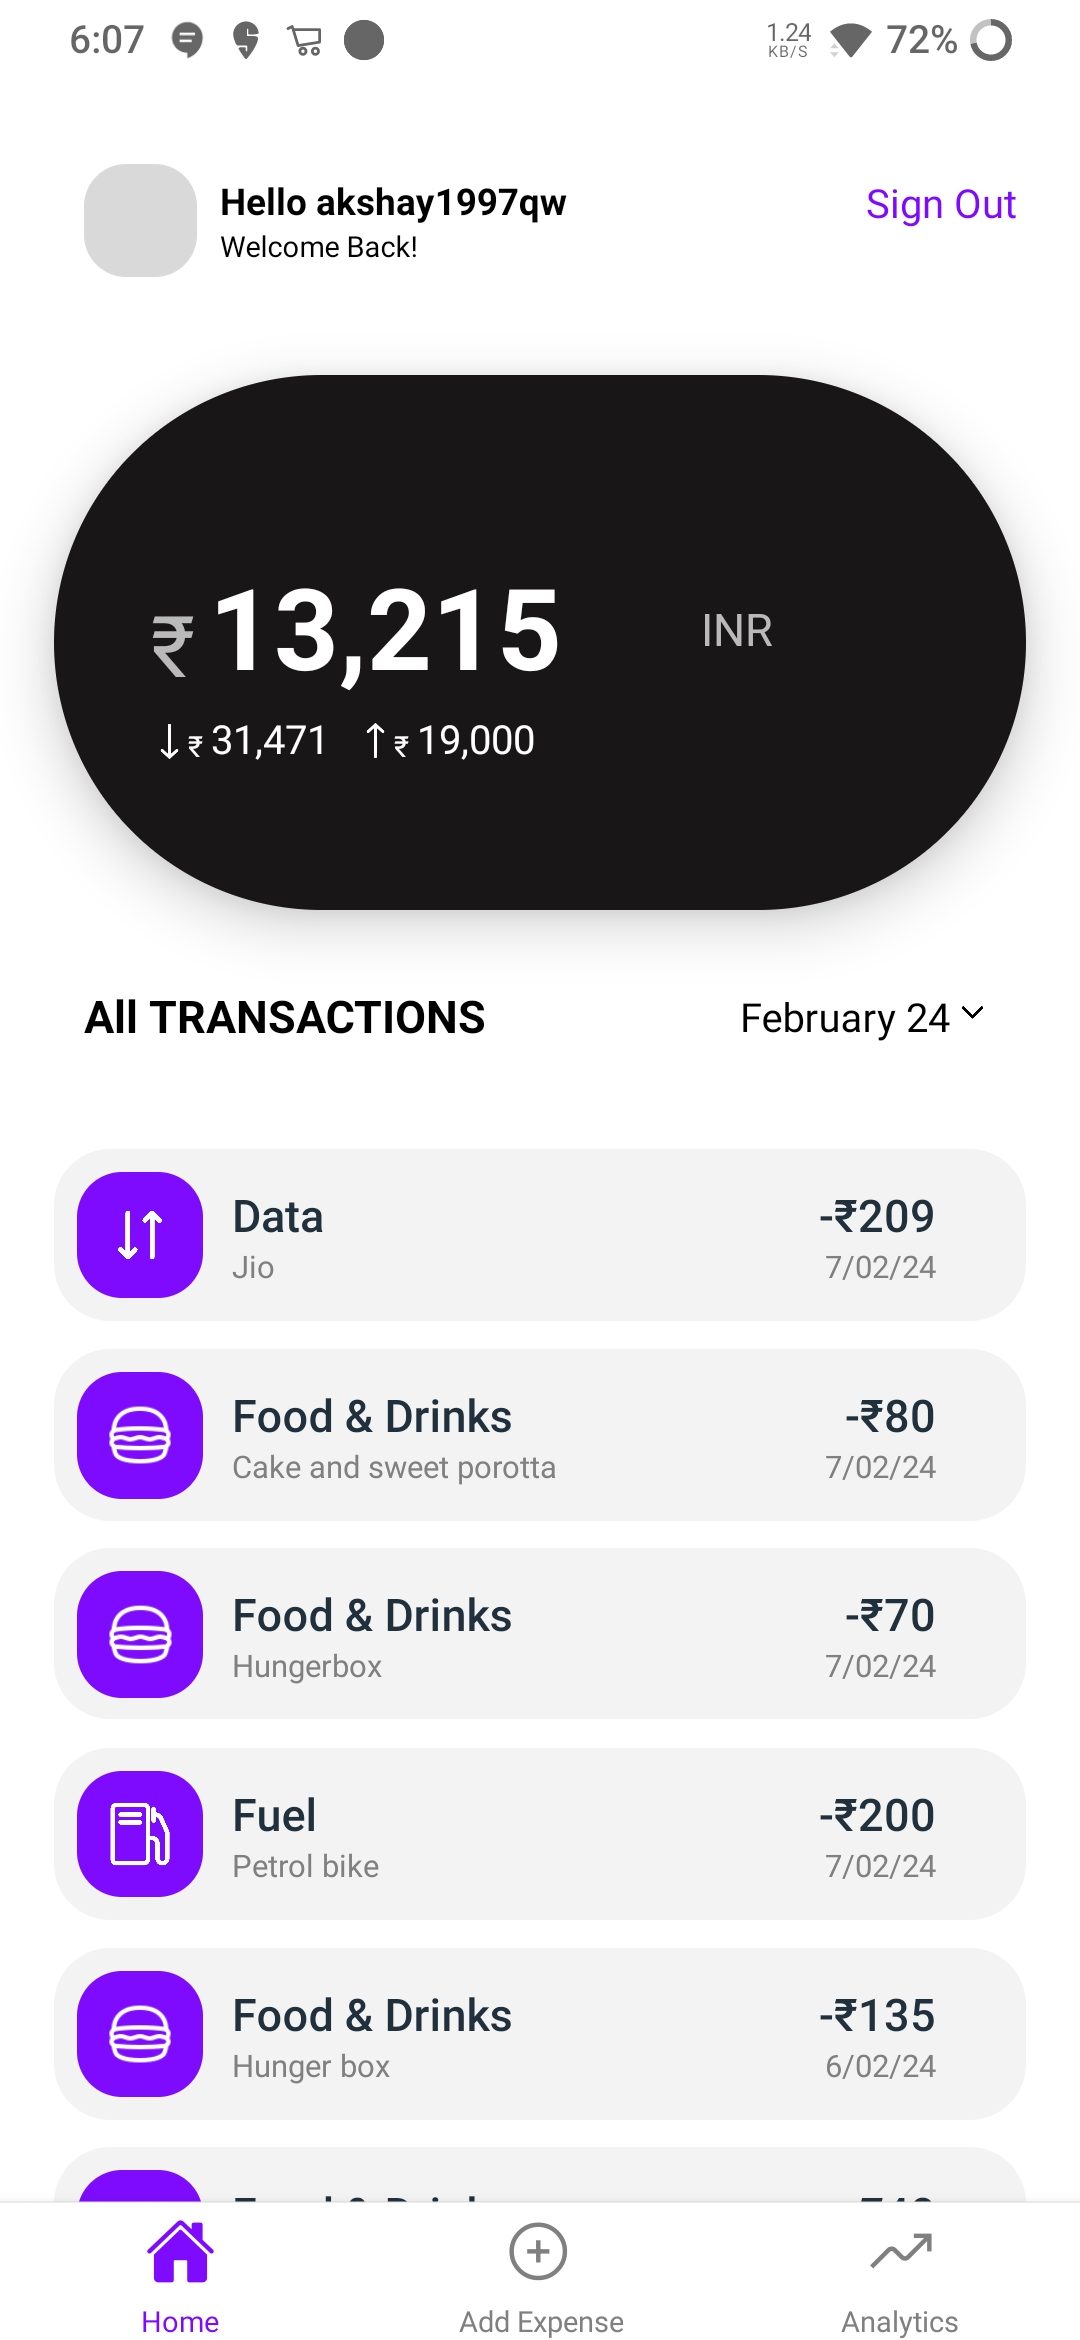 6:07
1.24 KB/S 72%
Hello akshay1997qw
Welcome Back!
Sign Out
₹ 13,215 INR
↓ ₹ 31,471 ↑ ₹ 19,000
All TRANSACTIONS February 24
Data -₹209
Jio 7/02/24
Food & Drinks -₹80
Cake and sweet porotta 7/02/24
Food & Drinks -₹70
Hungerbox 7/02/24
Fuel -₹200
Petrol bike 7/02/24
Food & Drinks -₹135
Hunger box 6/02/24
Home Add Expense Analytics